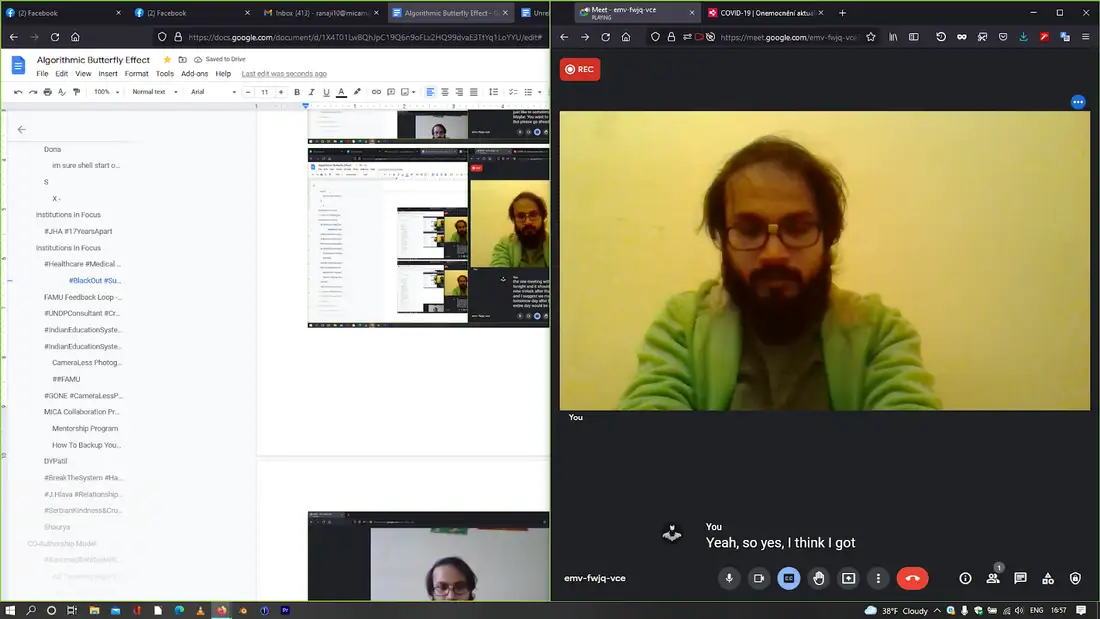 (2) Facebook
(2) Facebook
Inbox (413) - ranaji10@micarna
Algorithmic Butterfly Effect - G
Unre
Meet - emv-fwjq-vce
PLAYING
COVID-19 | Onemocnění aktuá
https://meet.google.com/emv-fwjq-vce
REC
Algorithmic Butterfly Effect
Saved to Drive
File Edit View Insert Format Tools Add-ons Help
Last edit was seconds ago
100%
Normal text
Arial
11
Dona
im sure shell start o...
S
X -
Institutions in Focus
#JHA #17YearsApart
Institutions In Focus
#Healthcare #Medical ...
#BlackOut #Su...
FAMU Feedback Loop -...
#UNDPConsultant #Cr...
#IndianEducationSyste...
#IndianEducationSyste...
CameraLess Photog...
##FAMU
#GONE #CameraLessP...
MICA Collaboration Pr...
Mentorship Program
How To Backup You...
DYPatil
#BreakTheSystem #Ha...
#J.Hlava #Relationship...
#SerbianKindness&Cru...
Shaurya
CO-Authorship Model
You
You
Yeah, so yes, I think I got
emv-fwjq-vce
1
38°F Cloudy
ENG
16:57